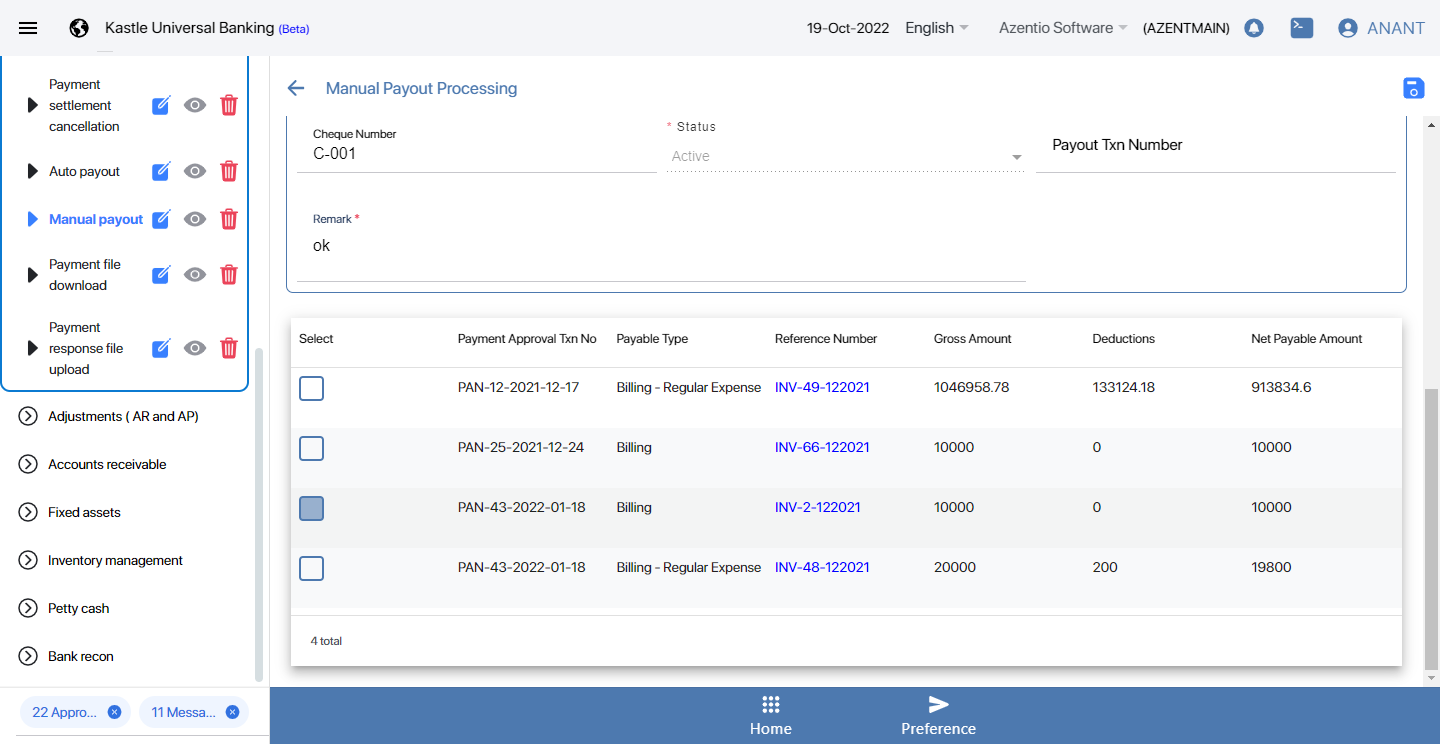 Kastle Universal Banking (Beta)
19-Oct-2022
English
Azentio Software
(AZENTMAIN)
ANANT
Payment
settlement
cancellation
Auto payout
Manual payout
Payment file
download
Payment
response file
upload
Adjustments ( AR and AP)
Accounts receivable
Fixed assets
Inventory management
Petty cash
Bank recon
22 Appro...
11 Messa...
Manual Payout Processing
Cheque Number
C-001
* Status
Active
Payout Txn Number
Remark *
ok
Select Payment Approval Txn No Payable Type Reference Number Gross Amount Deductions Net Payable Amount
PAN-12-2021-12-17 Billing - Regular Expense INV-49-122021 1046958.78 133124.18 913834.6
PAN-25-2021-12-24 Billing INV-66-122021 10000 0 10000
PAN-43-2022-01-18 Billing INV-2-122021 10000 0 10000
PAN-43-2022-01-18 Billing - Regular Expense INV-48-122021 20000 200 19800
4 total
Home
Preference